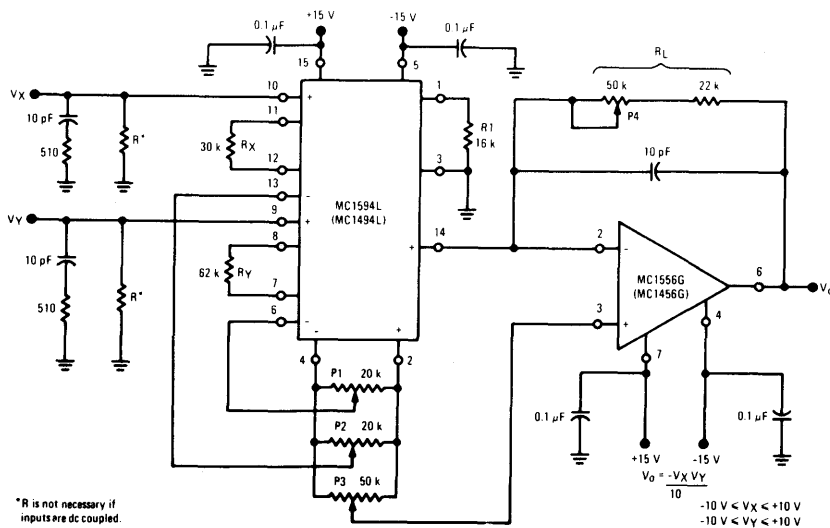 +15 V
-15 V
0.1 µF
0.1 µF
15
5
RL
VX
10
+
11
1
50 k
22 k
P4
10 pF
R*
30 k
RX
R1
16 k
510
12
3
10 pF
13
-
MC1594L
(MC1494L)
VY
9
+
8
+
14
2
-
10 pF
R*
62 k
RY
MC1556G
(MC1456G)
6
510
7
3
+
4
6
-
-
+
7
4
2
P1
20 k
0.1 µF
0.1 µF
P2
20 k
P3
50 k
+15 V
-15 V
Vo = -VX VY
10
*R is not necessary if
inputs are dc coupled.
-10 V ≤ VX ≤ +10 V
-10 V ≤ VY ≤ +10 V